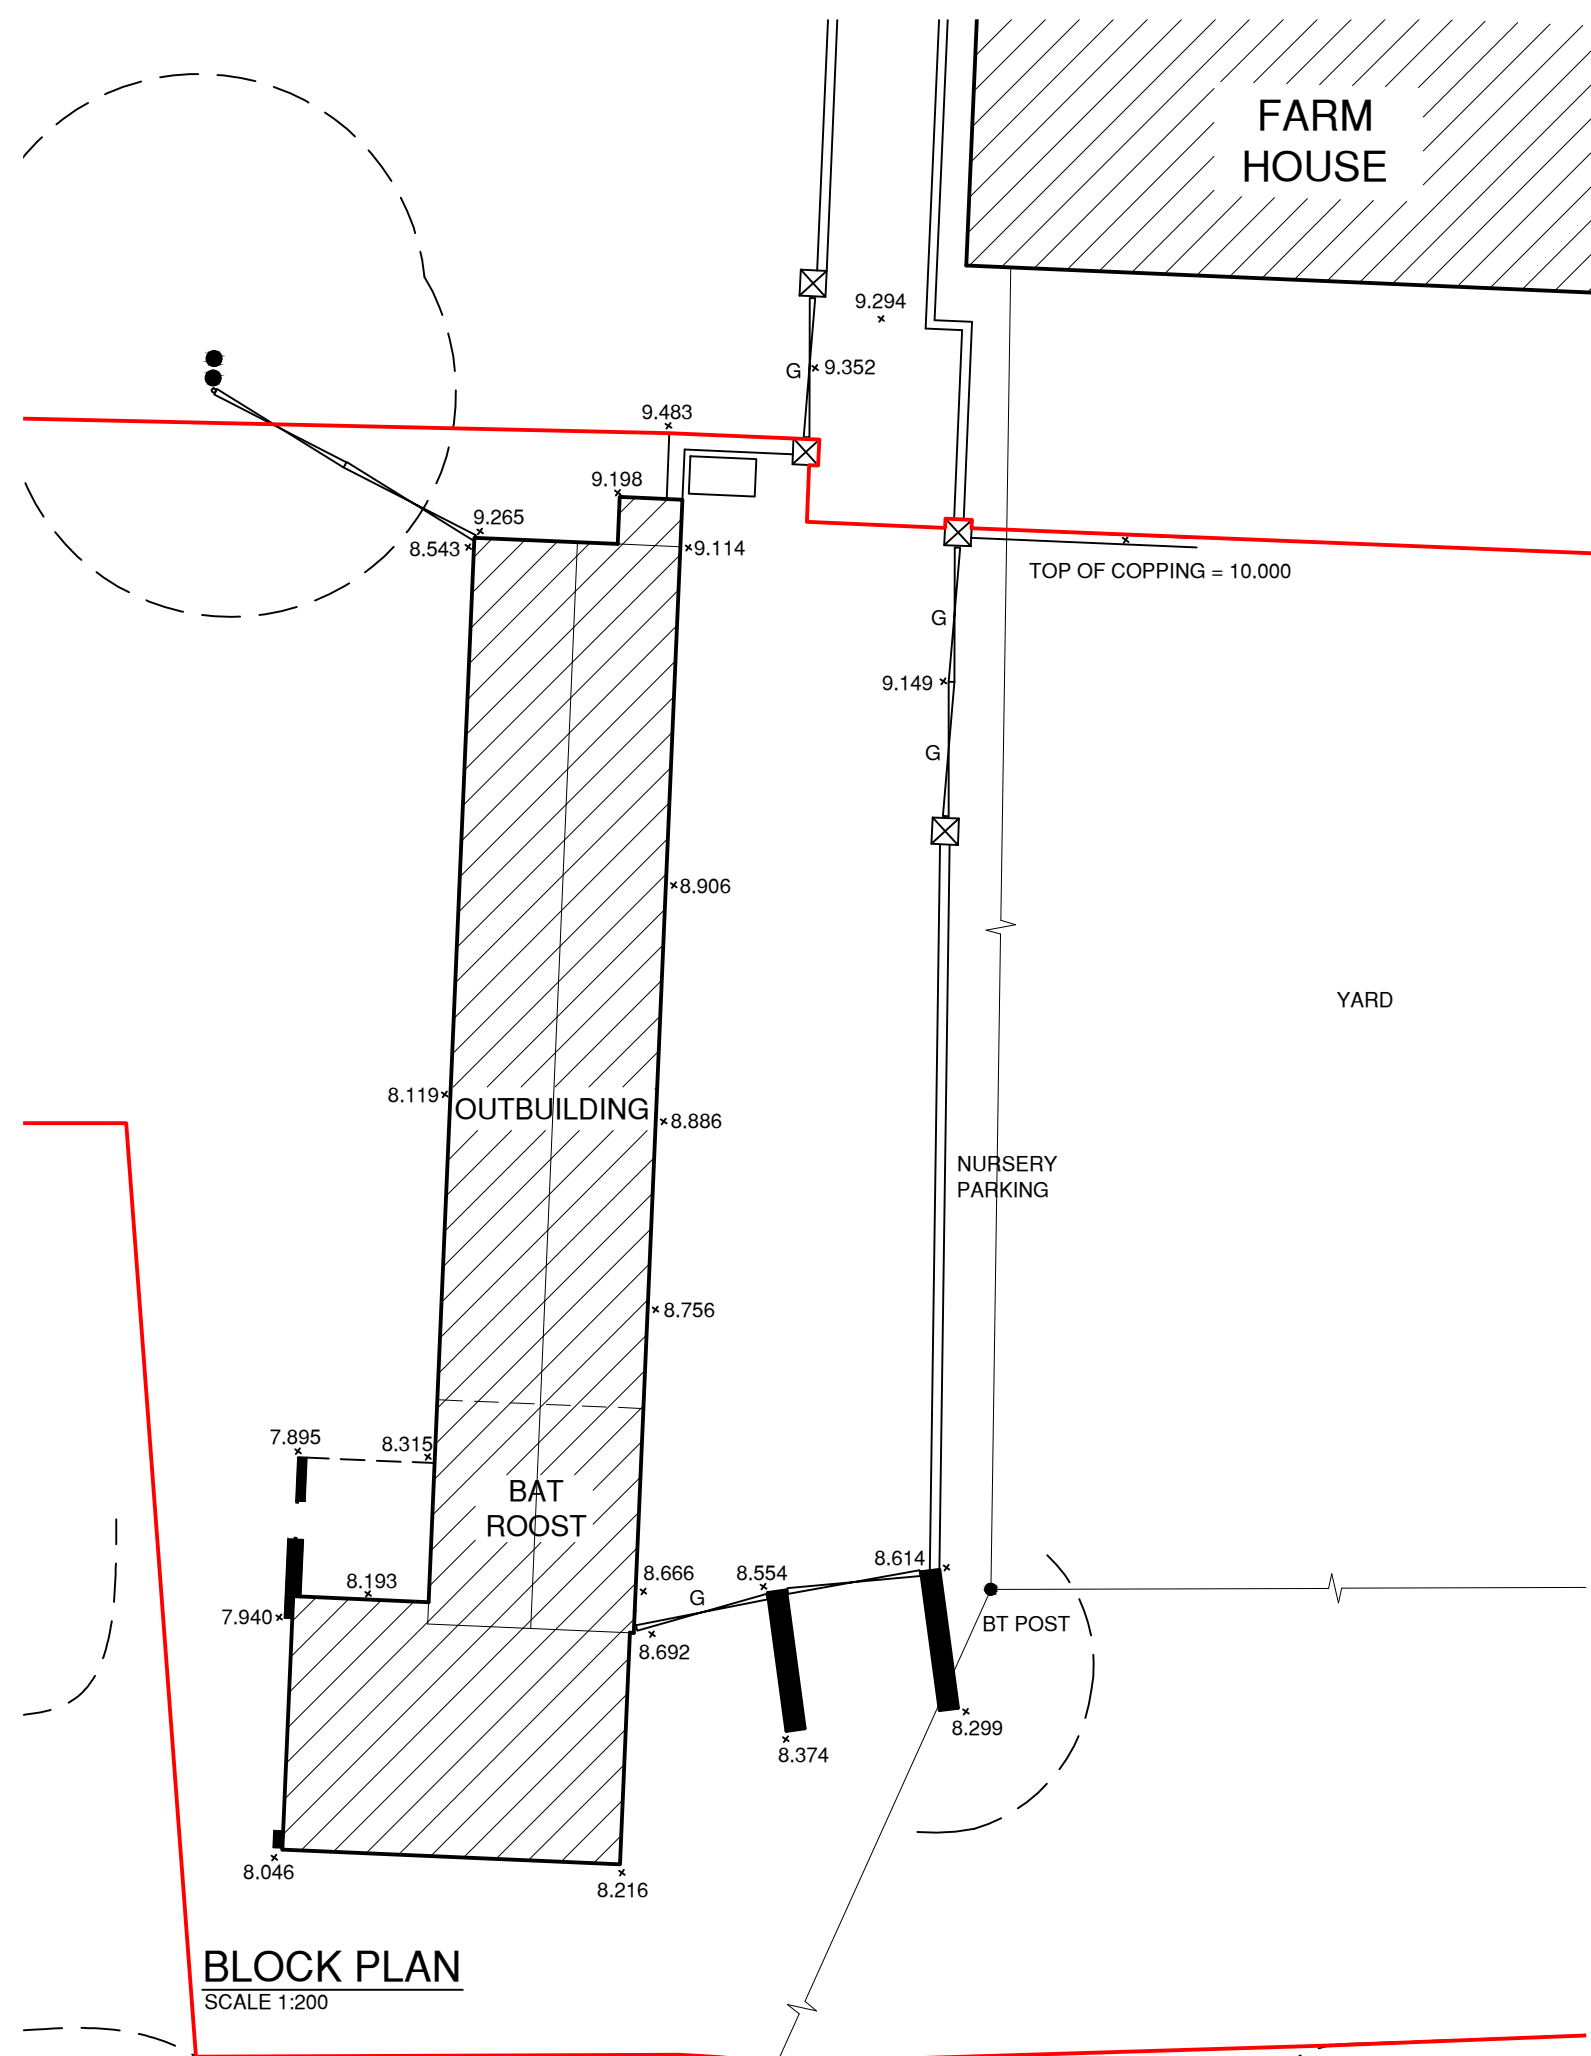 FARM
HOUSE
9.294
G
9.352
9.483
9.198
9.265
8.543
9.114
TOP OF COPPING = 10.000
G
9.149
G
8.906
YARD
8.119
OUTBUILDING
8.886
NURSERY
PARKING
8.756
7.895
8.315
BAT
ROOST
8.193
8.666
8.554
8.614
G
7.940
8.692
BT POST
8.299
8.374
8.046
8.216
BLOCK PLAN
SCALE 1:200